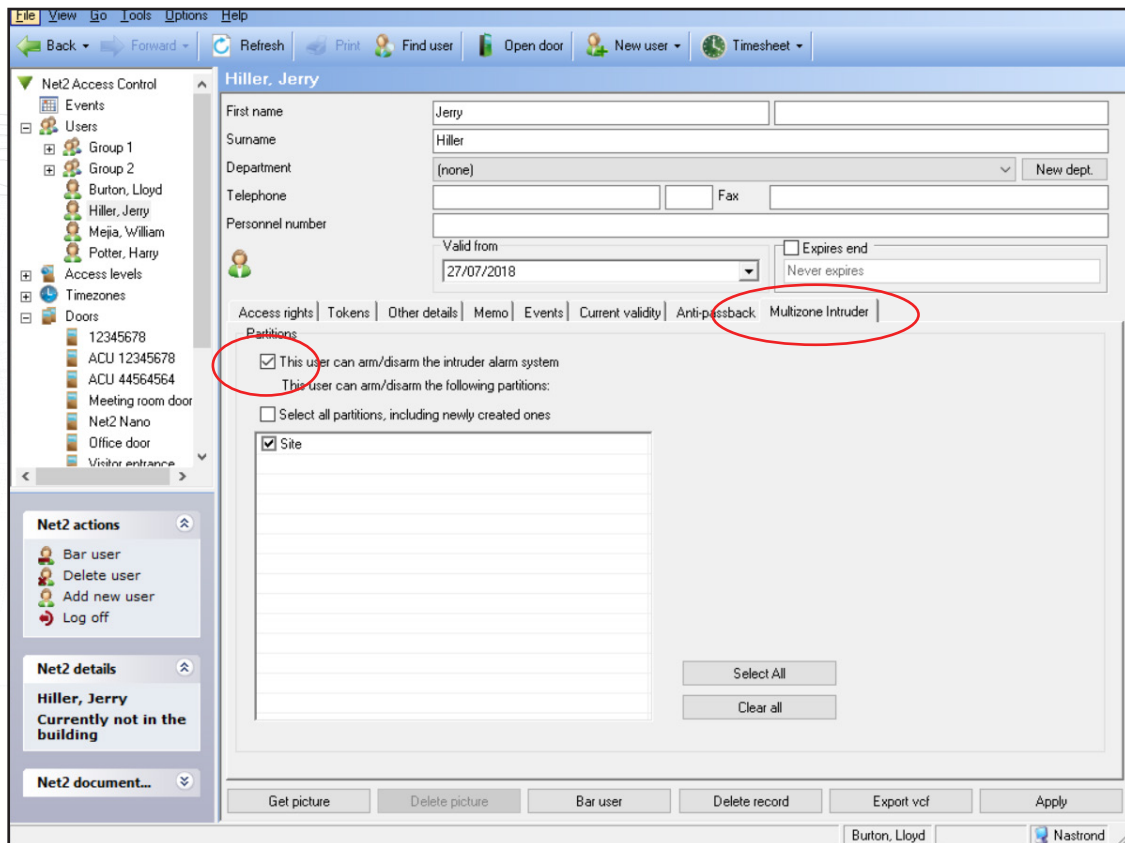 File View Go Tools Options Help
Back Forward Refresh Print Find user Open door New user Timesheet
Net2 Access Control
Events
Users
Group 1
Group 2
Burton, Lloyd
Hiller, Jerry
Mejia, William
Potter, Harry
Access levels
Timezones
Doors
12345678
ACU 12345678
ACU 44564564
Meeting room door
Net2 Nano
Office door
Visitor entrance
Net2 actions
Bar user
Delete user
Add new user
Log off
Net2 details
Hiller, Jerry
Currently not in the
building
Net2 document...
Hiller, Jerry
First name Jerry
Surname Hiller
Department (none) New dept.
Telephone Fax
Personnel number
Valid from Expires end
27/07/2018 Never expires
Access rights Tokens Other details Memo Events Current validity Anti-passback Multizone Intruder
Partitions
This user can arm/disarm the intruder alarm system
This user can arm/disarm the following partitions:
Select all partitions, including newly created ones
Site
Select All
Clear all
Get picture Delete picture Bar user Delete record Export vcf Apply
Burton, Lloyd Nastrond